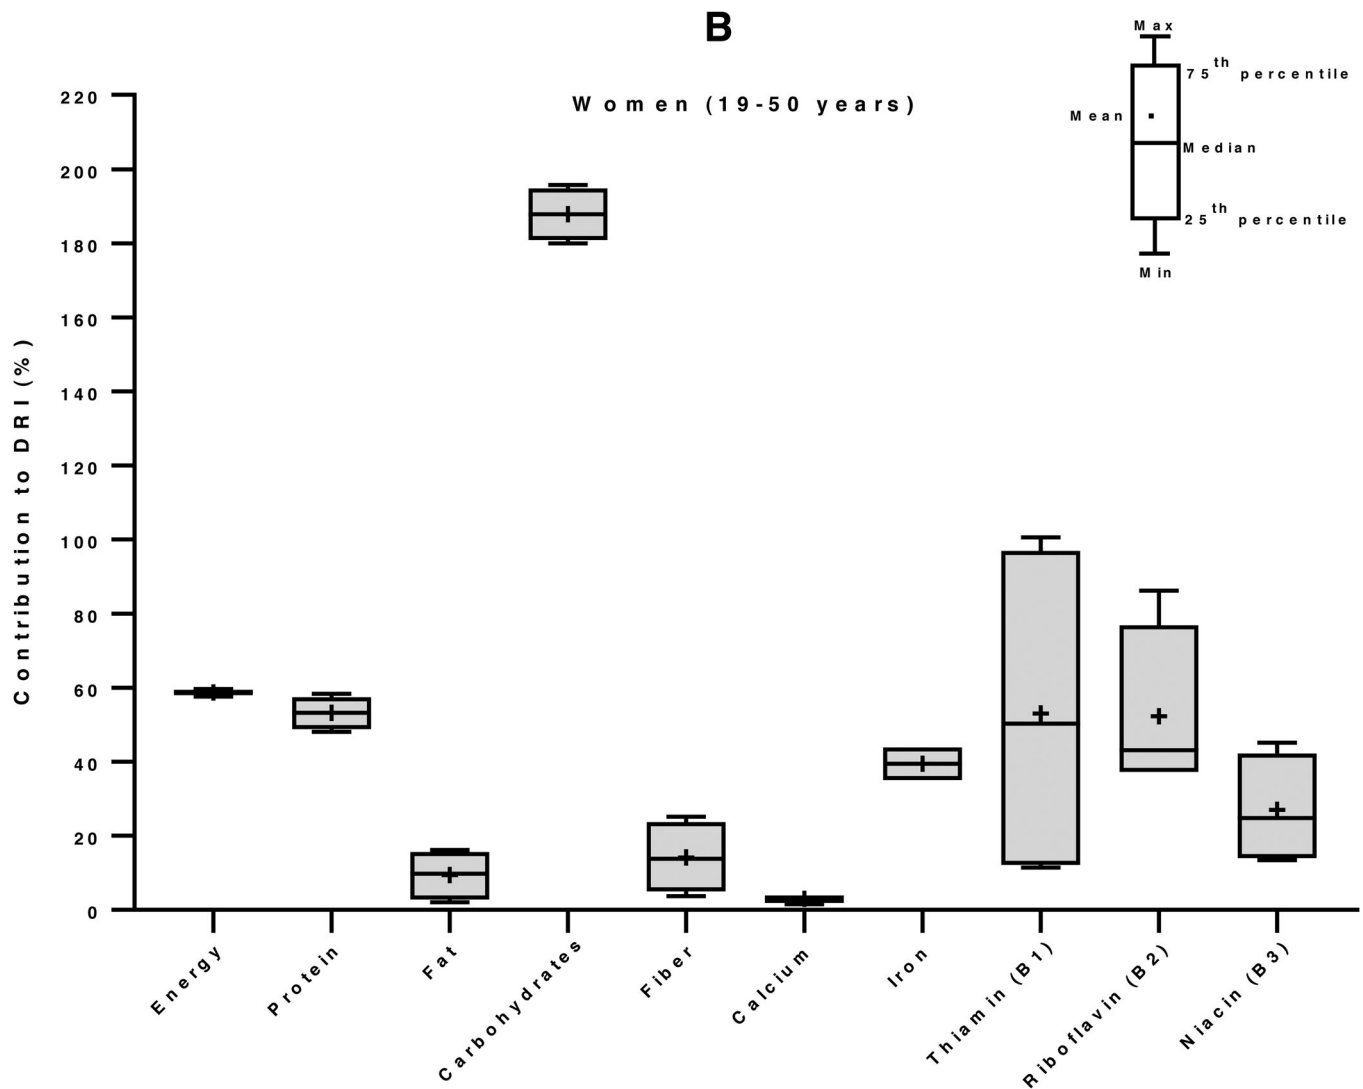 B
Women (19-50 years)
Max
75th percentile
Mean
Median
25th percentile
Min
Contribution to DRI (%)
220
200
180
160
140
120
100
80
60
40
20
0
Energy
Protein
Fat
Carbohydrates
Fiber
Calcium
Iron
Thiamin (B1)
Riboflavin (B2)
Niacin (B3)